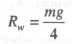 R_w = mg/4